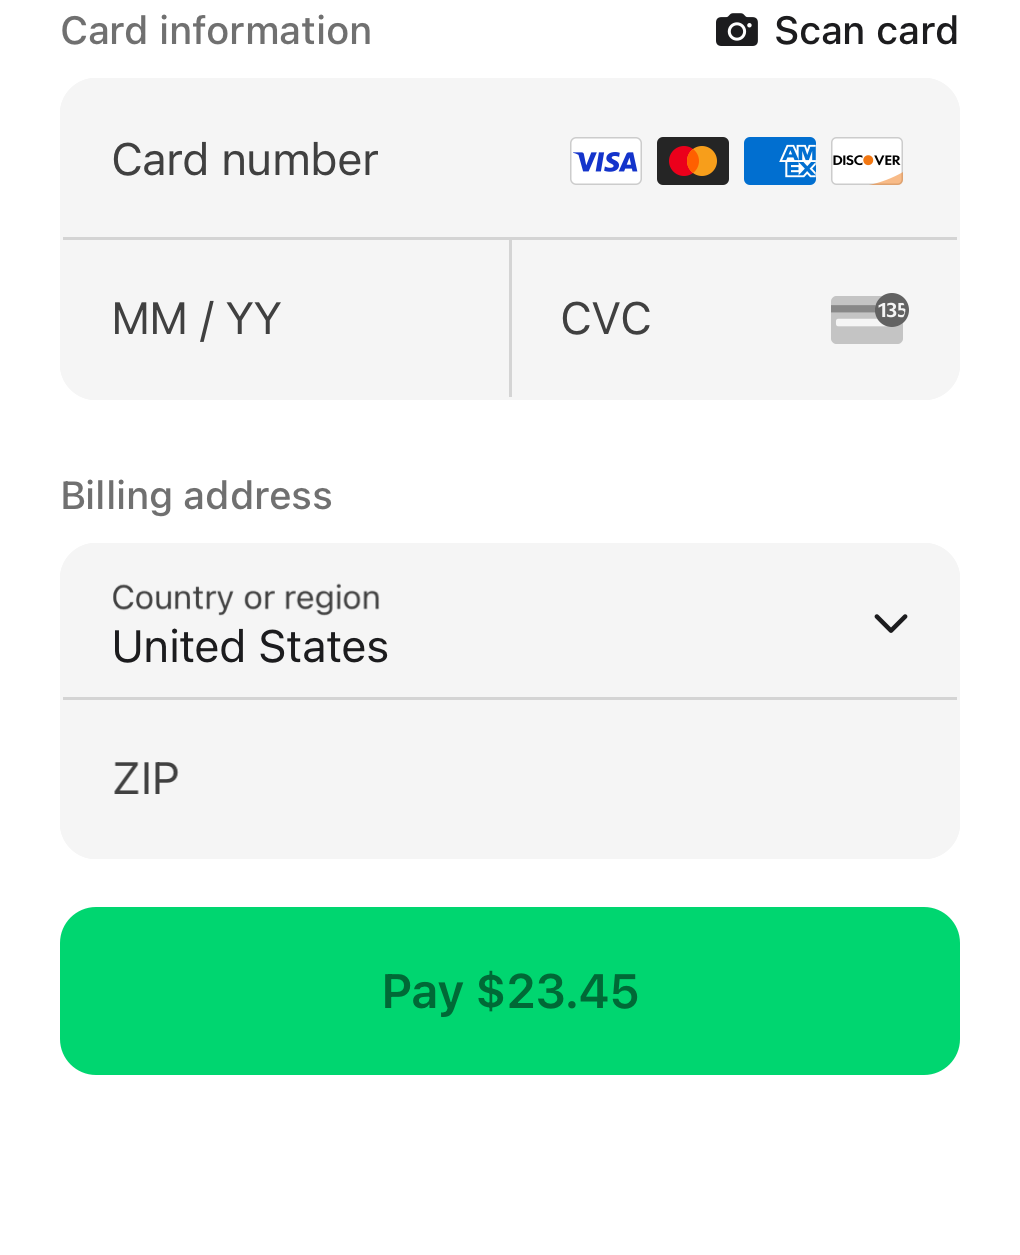 Card information
Scan card
Card number
VISA
AM
EX
DISCOVER
MM / YY
CVC
135
Billing address
Country or region
United States
ZIP
Pay $23.45